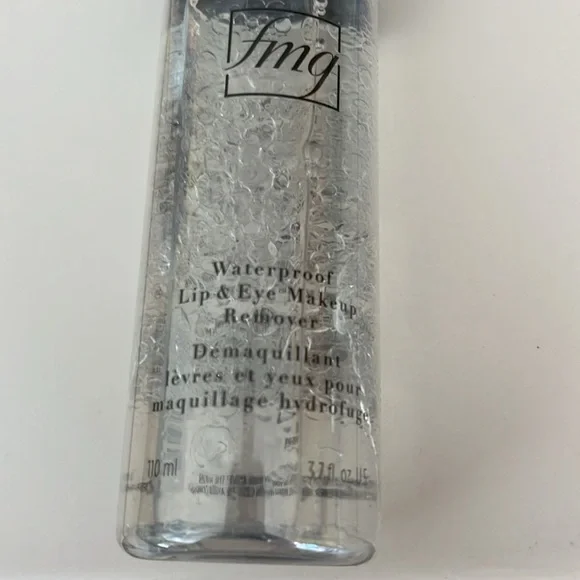 fmg
Waterproof
Lip & Eye Makeup
Remover
Démaquillant
lèvres et yeux pour
maquillage hydrofuge
110 ml 3.7 fl. oz